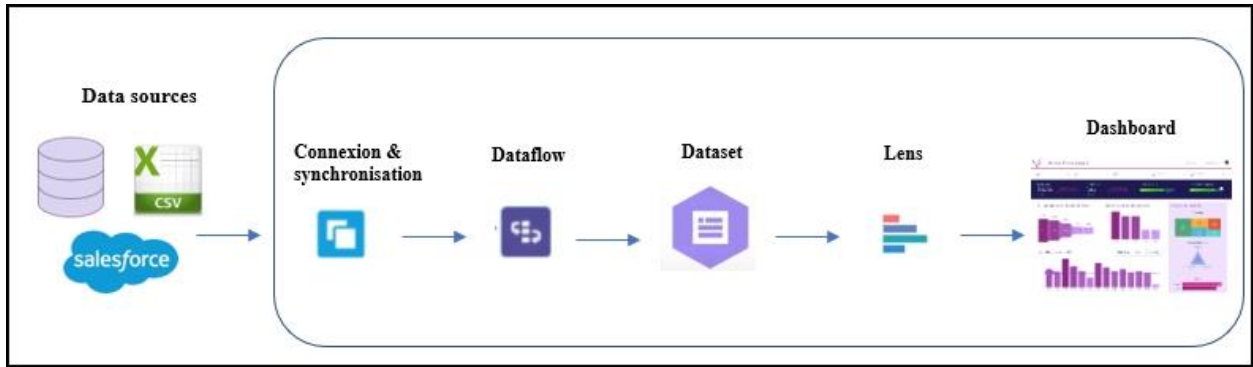 Data sources
X
CSV
salesforce
Connexion &
synchronisation
Dataflow
Dataset
Lens
Dashboard